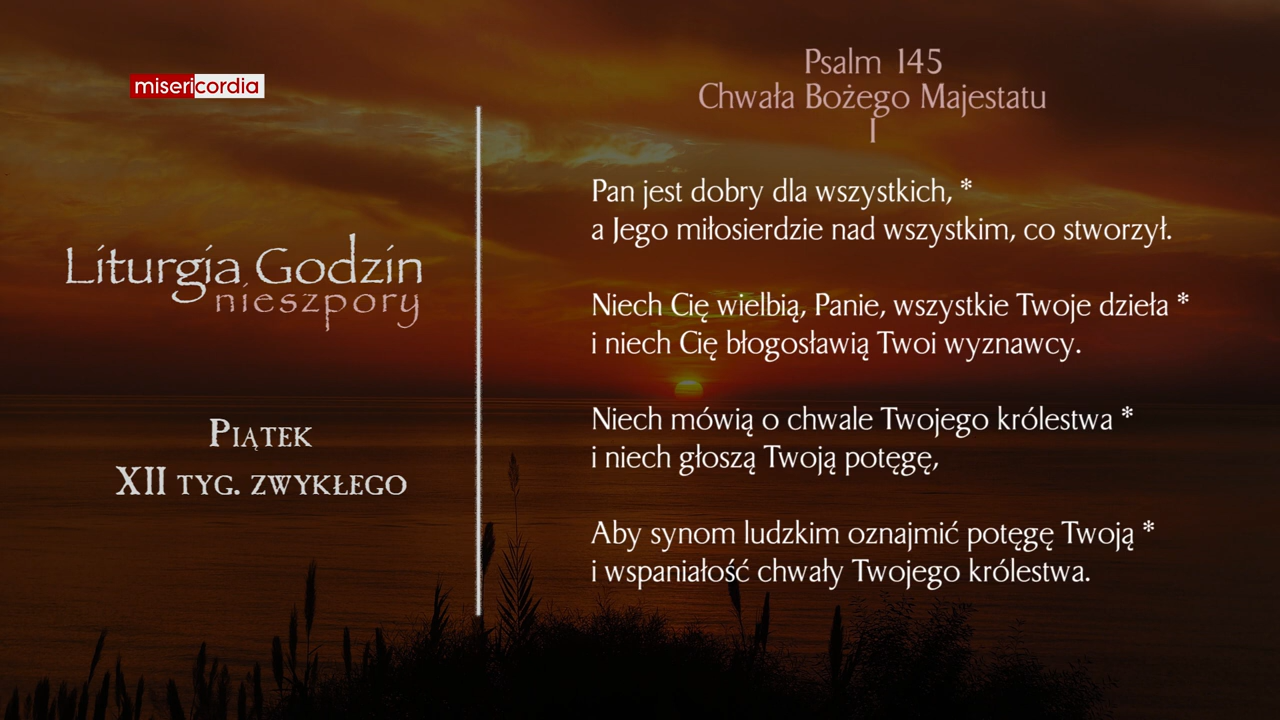 misericordia
Liturgia Godzin
nieszpory
Piątek
XII tyg. zwykłego
Psalm 145
Chwała Bożego Majestatu
I
Pan jest dobry dla wszystkich, *
a Jego miłosierdzie nad wszystkim, co stworzył.
Niech Cię wielbią, Panie, wszystkie Twoje dzieła *
i niech Cię błogosławią Twoi wyznawcy.
Niech mówią o chwale Twojego królestwa *
i niech głoszą Twoją potęgę,
Aby synom ludzkim oznajmić potęgę Twoją *
i wspaniałość chwały Twojego królestwa.